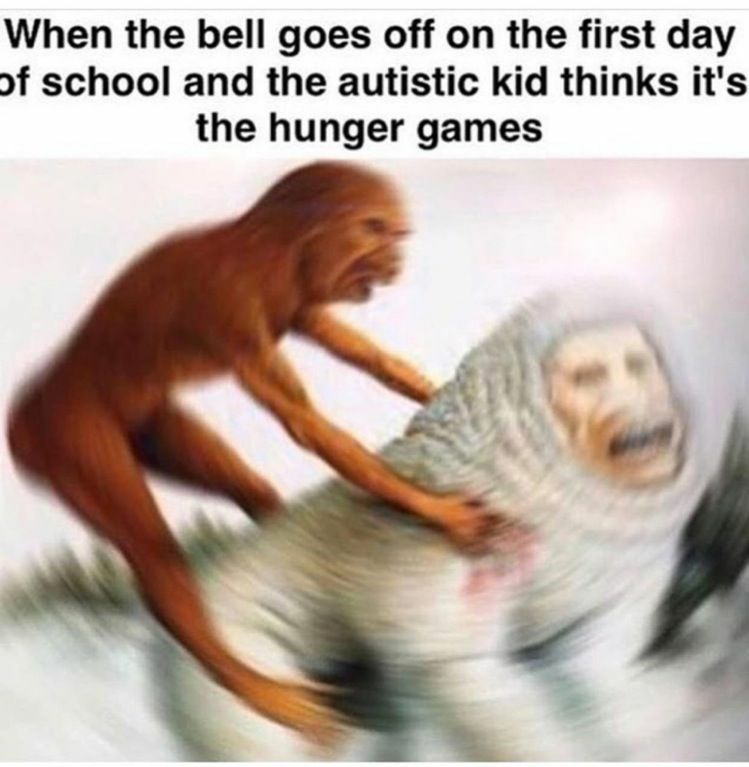 When the bell goes off on the first day
of school and the autistic kid thinks it's
the hunger games